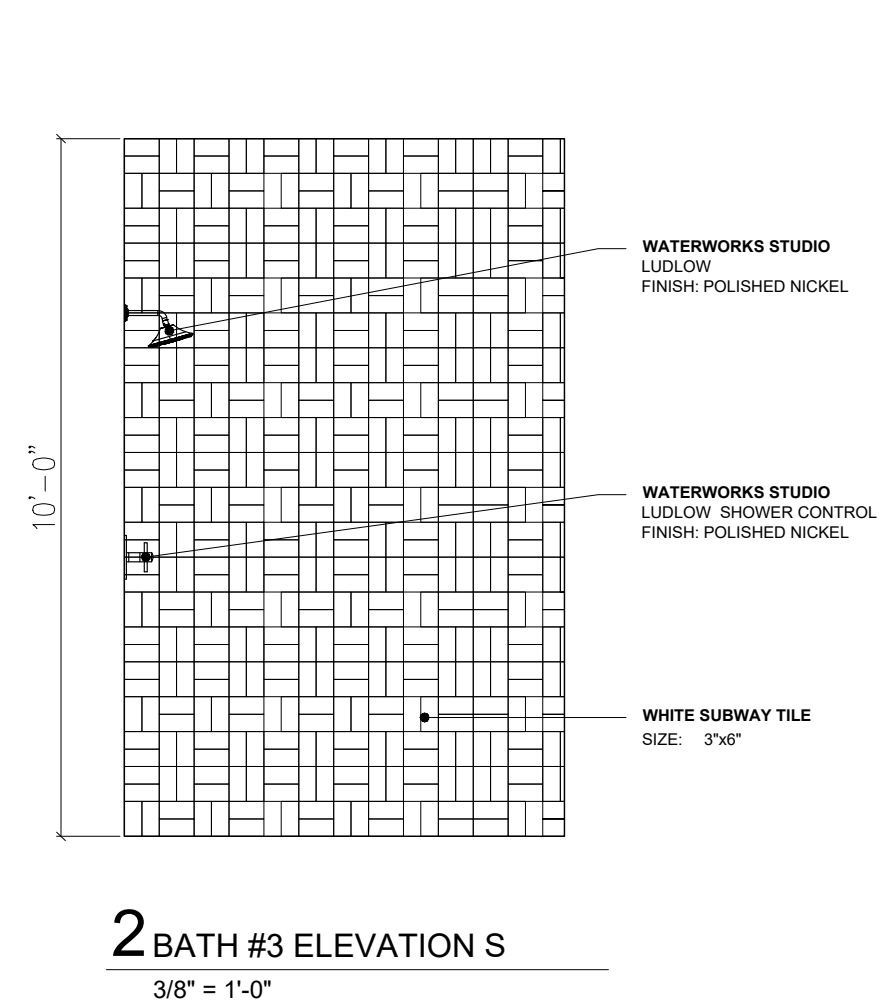 WATERWORKS STUDIO
LUDLOW
FINISH: POLISHED NICKEL
10'-0"
WATERWORKS STUDIO
LUDLOW SHOWER CONTROL
FINISH: POLISHED NICKEL
WHITE SUBWAY TILE
SIZE: 3"x6"
2 BATH #3 ELEVATION S
3/8" = 1'-0"